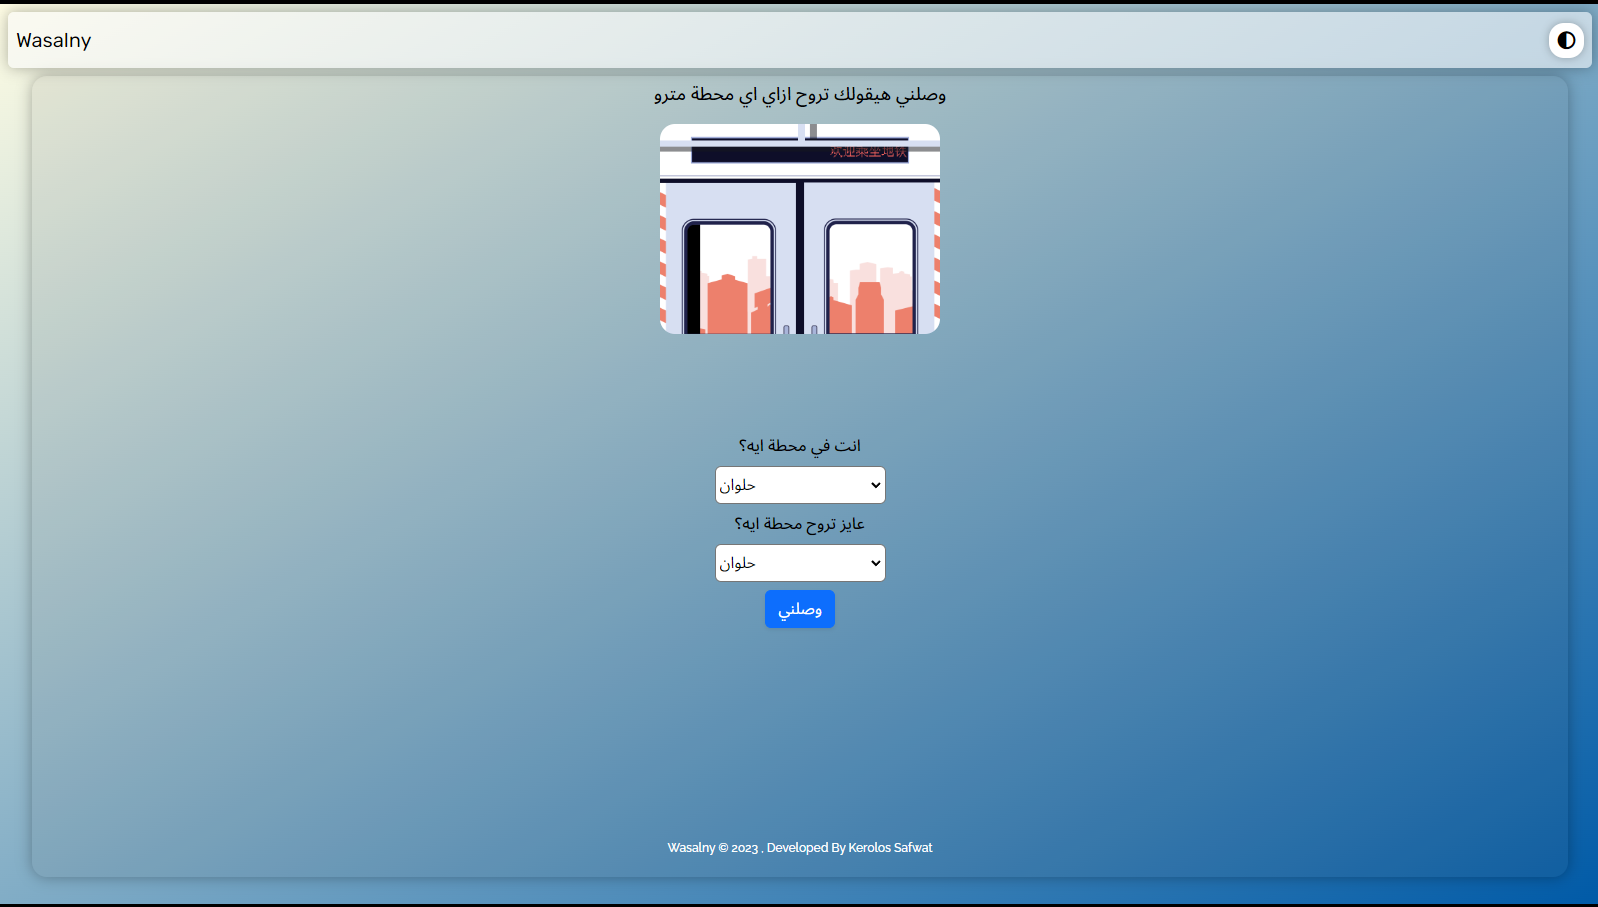 Wasalny
وصلني هيقولك تروح ازاي اي محطة مترو
欢迎乘坐地铁
انت في محطة ايه؟
حلوان
عايز تروح محطة ايه؟
حلوان
وصلني
Wasalny © 2023 , Developed By Kerolos Safwat